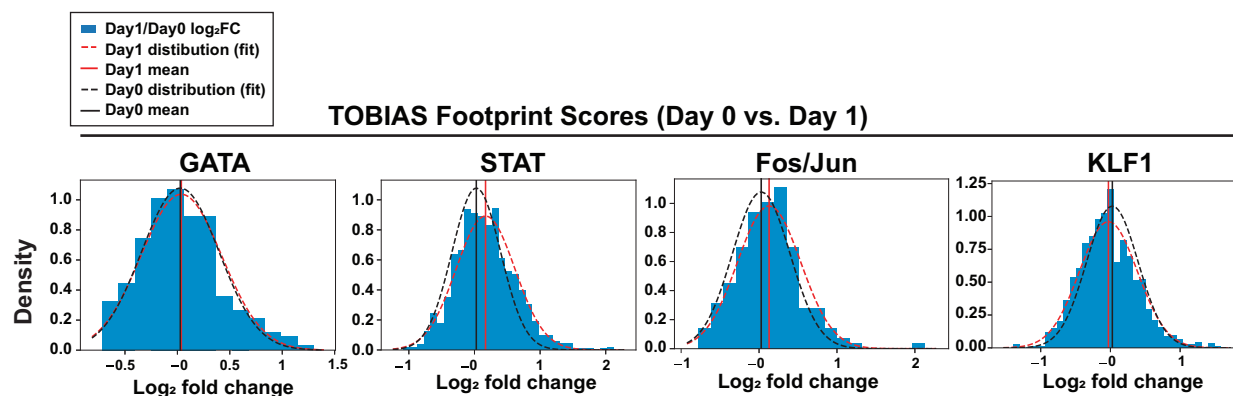 Day1/Day0 log₂FC
Day1 distibution (fit)
Day1 mean
Day0 distribution (fit)
Day0 mean
TOBIAS Footprint Scores (Day 0 vs. Day 1)
GATA
STAT
Fos/Jun
KLF1
Density
1.0
0.8
0.6
0.4
0.2
0.0
−0.5
−0
0.5
1
1.5
Log₂ fold change
1.0
0.8
0.6
0.4
0.2
0.0
−1
−0
1
2
Log₂ fold change
1.0
0.8
0.6
0.4
0.2
0.0
−1
−0
1
2
Log₂ fold change
1.25
1.00
0.75
0.50
0.25
0.00
−1
−0
1
Log₂ fold change